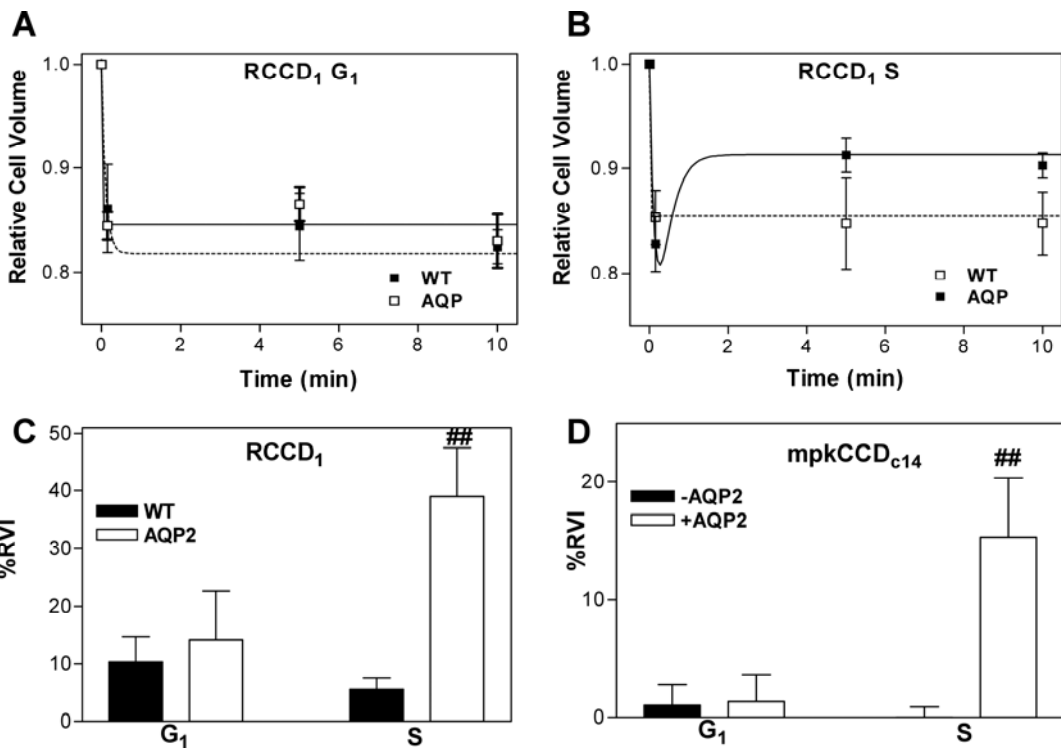 A
RCCD₁ G₁
Relative Cell Volume
1.0
0.9
0.8
WT
AQP
0 2 4 6 8 10
Time (min)
B
RCCD₁ S
Relative Cell Volume
1.0
0.9
0.8
WT
AQP
0 2 4 6 8 10
Time (min)
C
RCCD₁
%RVI
50
40
30
20
10
0
WT
AQP2
##
G₁ S
D
mpkCCDc14
%RVI
20
10
0
-AQP2
+AQP2
##
G₁ S